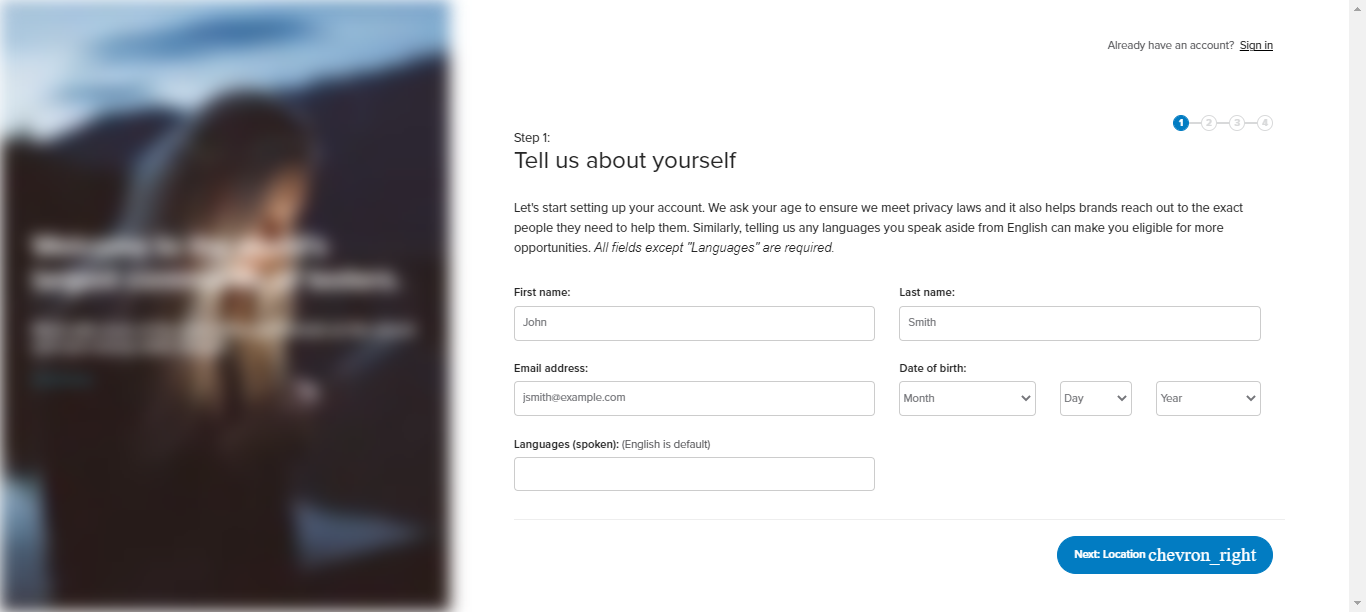 Already have an account? Sign in
1 2 3 4
Step 1:
Tell us about yourself
Let's start setting up your account. We ask your age to ensure we meet privacy laws and it also helps brands reach out to the exact
people they need to help them. Similarly, telling us any languages you speak aside from English can make you eligible for more
opportunities. All fields except "Languages" are required.
First name: Last name:
John Smith
Email address: Date of birth:
jsmith@example.com Month Day Year
Languages (spoken): (English is default)
Next: Location chevron_right